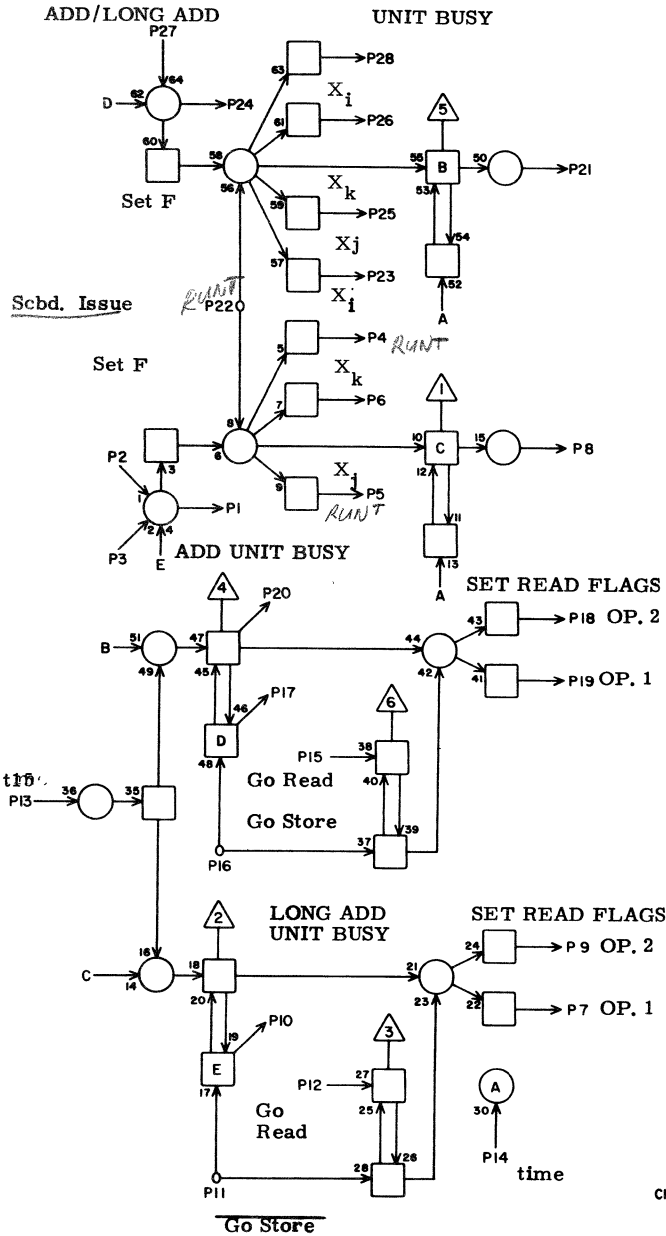 ADD/LONG ADD
UNIT BUSY
P27
63
P28
64
X i
D
62
P24
61
P26
5
60
58
55
B
50
P21
56
X k
59
P25
53
54
Set F
X j
57
P23
52
X i
RUNT
P22
Scbd. Issue
A
5
P4
RUNT
Set F
X k
7
P6
1
8
6
10
C
15
P8
3
P2
12
X j
9
P5
11
RUNT
1
2
4
P1
13
P3
E
A
ADD UNIT BUSY
SET READ FLAGS
4
P20
43
P18 OP. 2
B
51
47
44
49
45
42
41
P19 OP. 1
46
P17
6
D
P15
38
48
Go Read
40
P13
36
35
Go Store
39
37
P16
2
LONG ADD
UNIT BUSY
SET READ FLAGS
16
24
P9 OP. 2
C
14
18
21
20
23
22
P7 OP. 1
19
P10
3
E
P12
27
A
17
25
30
Go
Read
26
P14
28
time
P11
Go Store